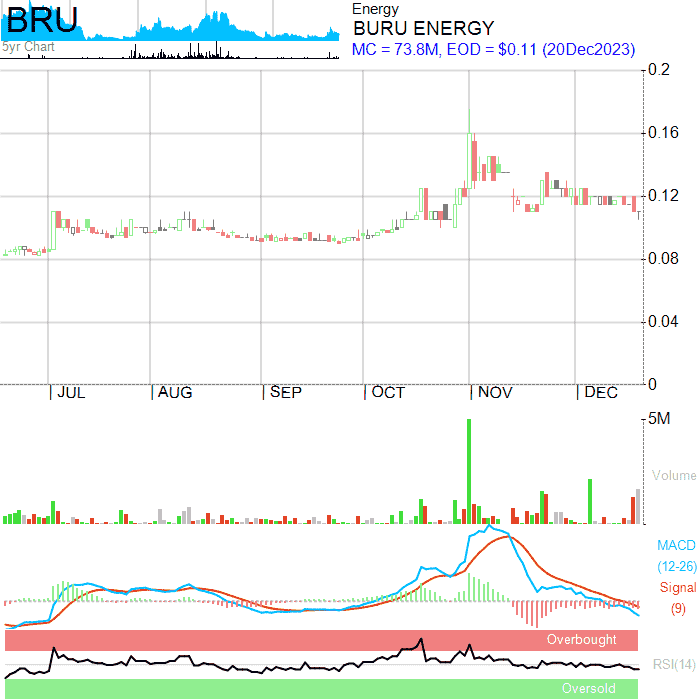 BRU
5yr Chart
Energy
BURU ENERGY
MC = 73.8M, EOD = $0.11 (20Dec2023)
0.2
0.16
0.12
0.08
0.04
0
JUL AUG SEP OCT NOV DEC
5M
Volume
MACD
(12-26)
Signal
(9)
Overbought
RSI(14)
Oversold